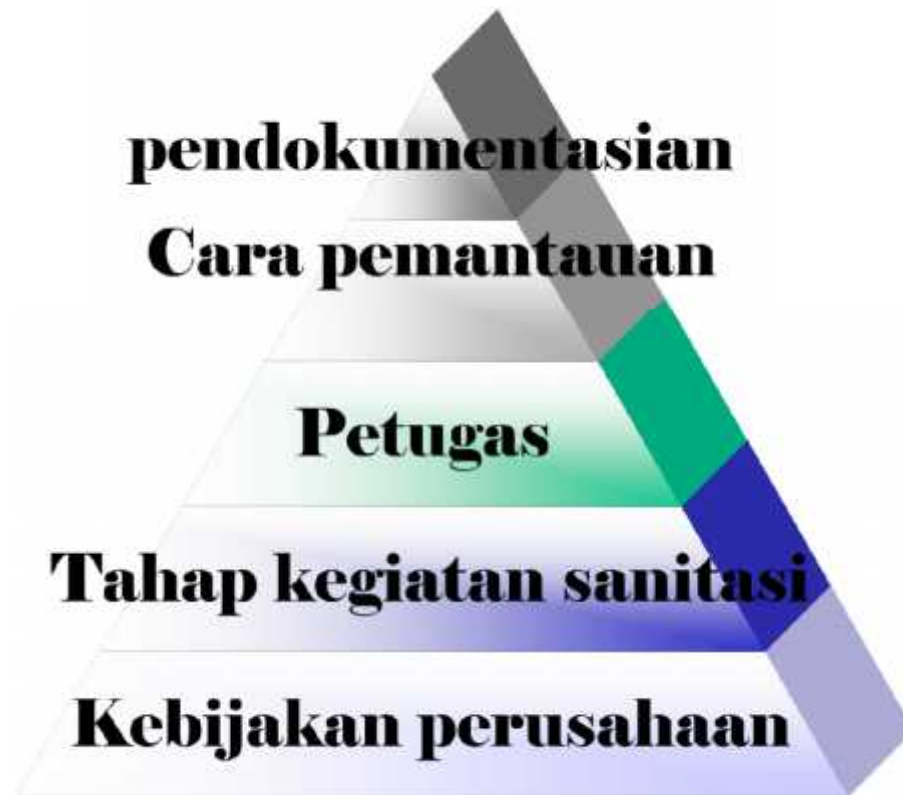 pendokumentasian
Cara pemantauan
Petugas
Tahap kegiatan sanitasi
Kebijakan perusahaan